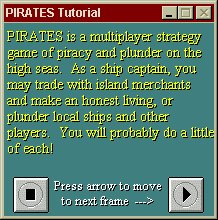 PIRATES Tutorial
PIRATES is a multiplayer strategy
game of piracy and plunder on the
high seas.  As a ship captain, you
may trade with island merchants
and make an honest living, or
plunder local ships and other
players.  You will probably do a little
of each!
Press arrow to move
to next frame  --->